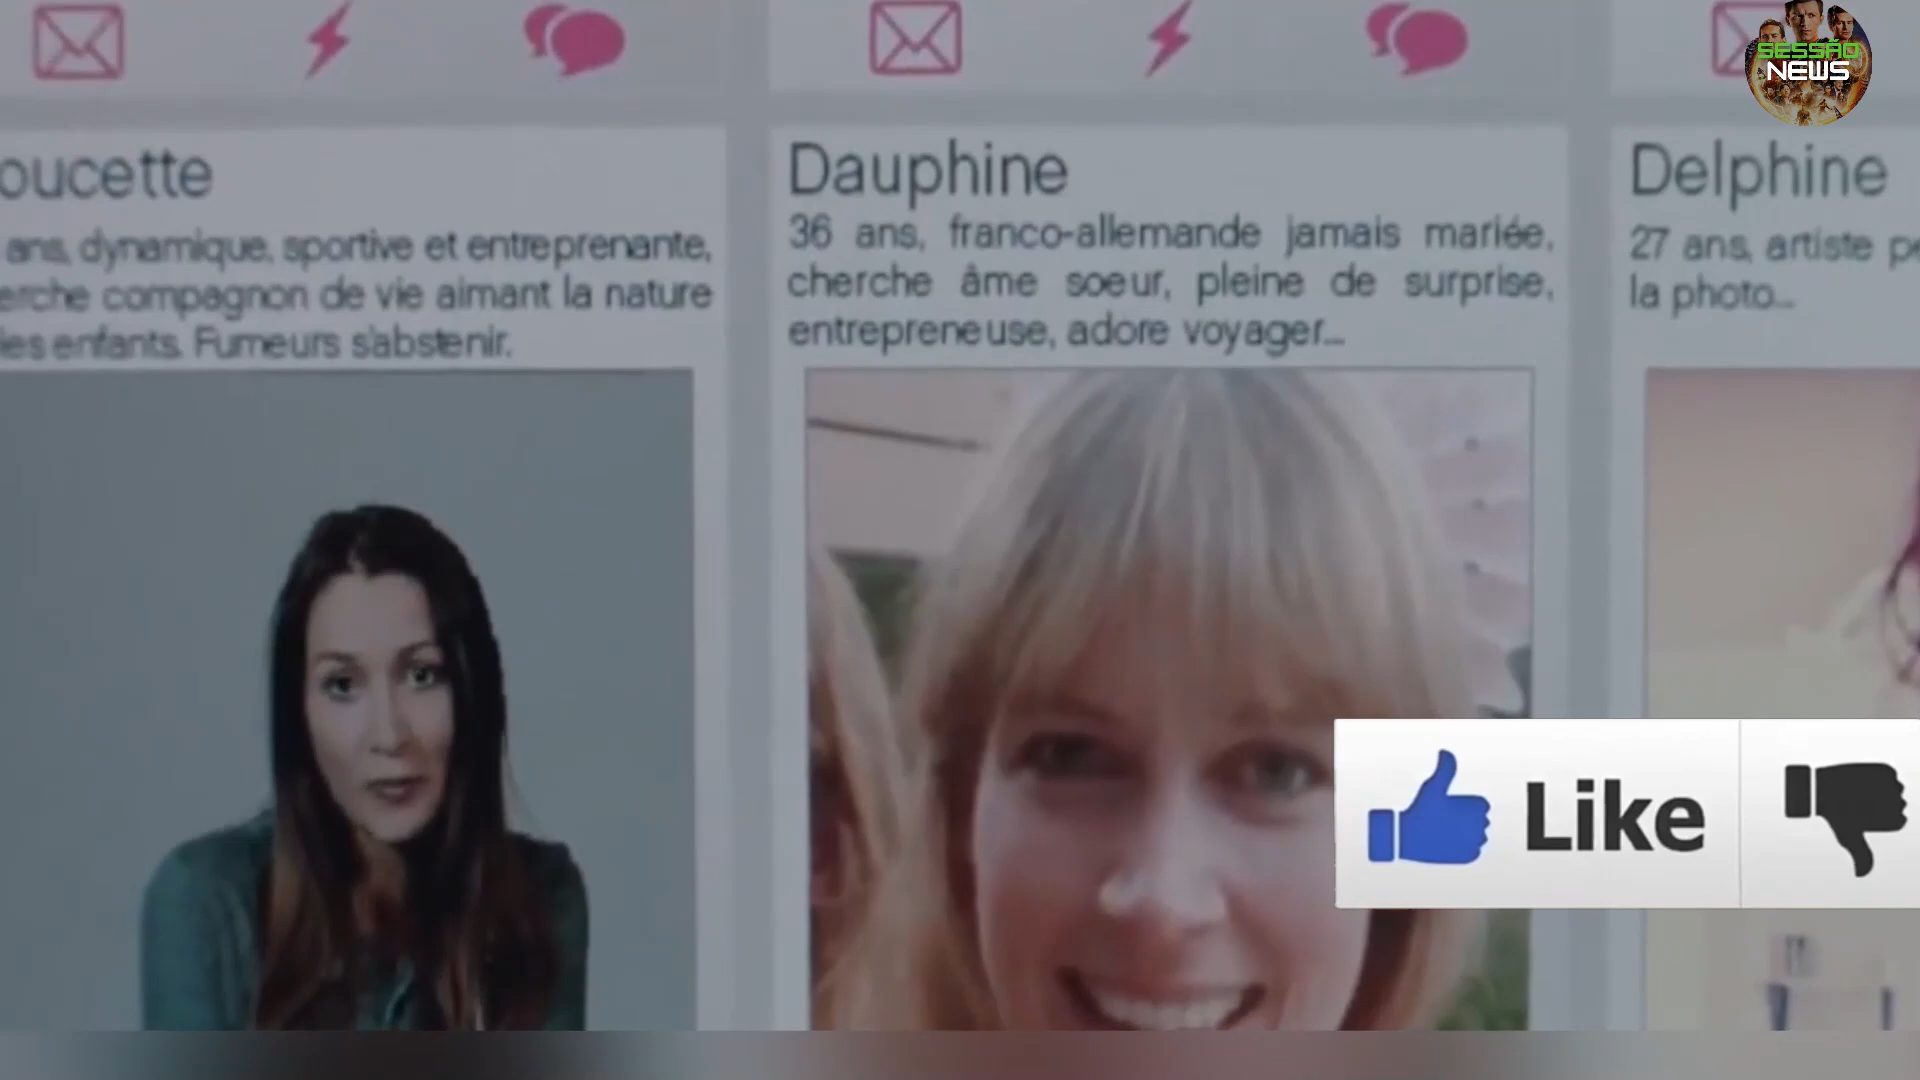 SESSÃO
NEWS
oucette
ans, dynamique, sportive et entreprenante,
erche compagnon de vie aimant la nature
les enfants. Fumeurs s'abstenir.
Dauphine
36 ans, franco-allemande jamais mariée,
cherche âme soeur, pleine de surprise,
entrepreneuse, adore voyager...
Delphine
27 ans, artiste pe
la photo...
Like